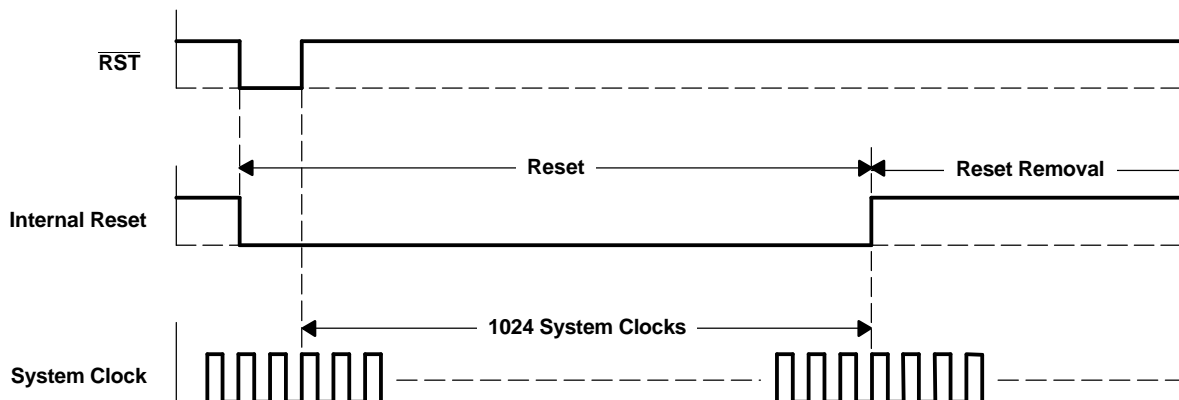 RST
Reset
Reset Removal
Internal Reset
1024 System Clocks
System Clock